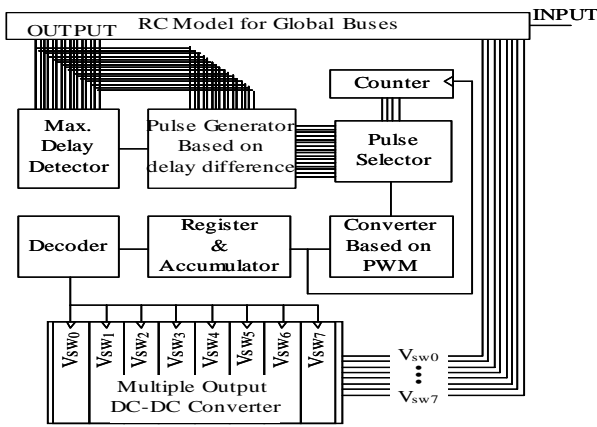 RC Model for Global Buses
INPUT
OUTPUT
Counter
Max.
Delay
Detector
Pulse Generator
Based on
delay difference
Pulse
Selector
Decoder
Register
&
Accumulator
Converter
Based on
PWM
Vsw0
Vsw1
Vsw2
Vsw3
Vsw4
Vsw5
Vsw6
Vsw7
Multiple Output
DC-DC Converter
Vsw0
Vsw7